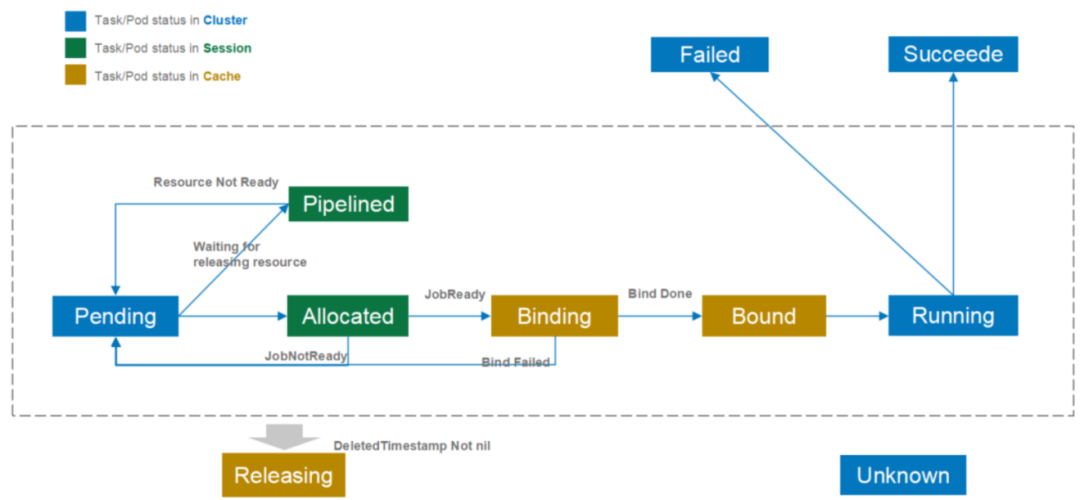 Task/Pod status in Cluster
Task/Pod status in Session
Task/Pod status in Cache
Failed
Succeede
Resource Not Ready
Pipelined
Waiting for
releasing resource
Pending
Allocated
JobReady
Binding
Bind Done
Bound
Running
JobNotReady
Bind Failed
DeletedTimestamp Not nil
Releasing
Unknown